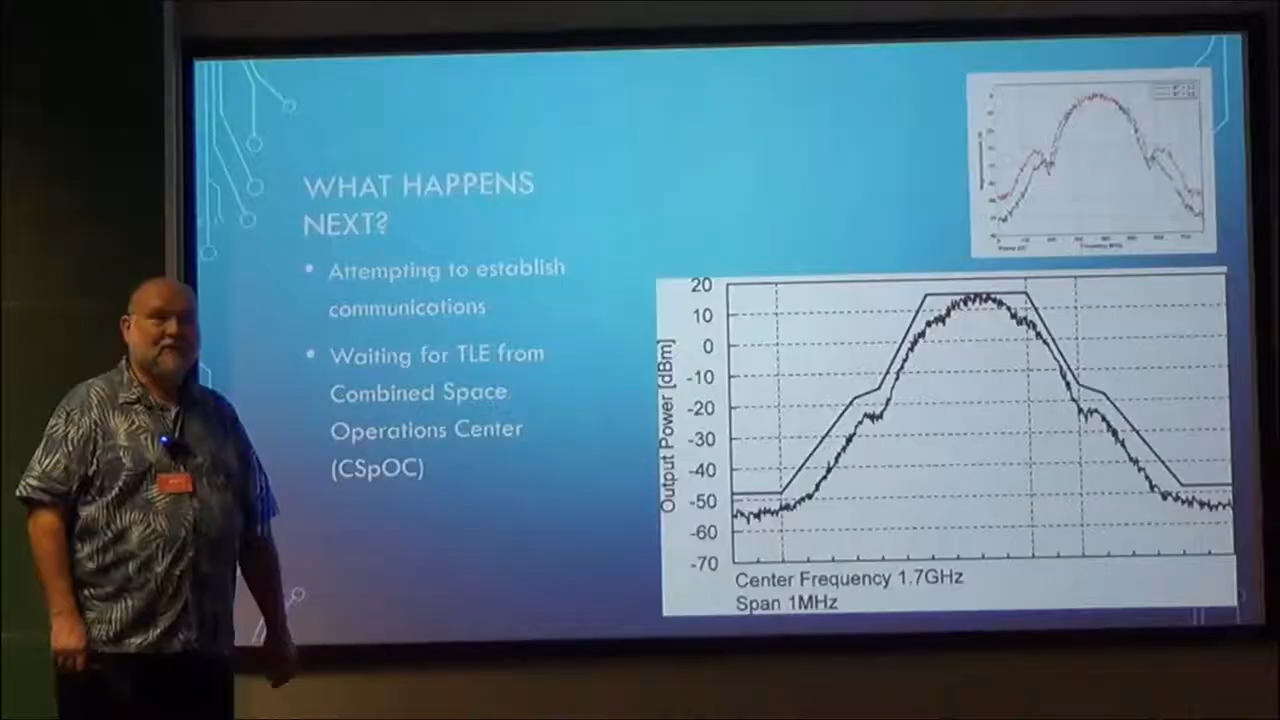 WHAT HAPPENS
NEXT?
• Attempting to establish
communications
• Waiting for TLE from
Combined Space
Operations Center
(CSpOC)
Output Power [dBm]
20
10
0
-10
-20
-30
-40
-50
-60
-70
Center Frequency 1.7GHz
Span 1MHz